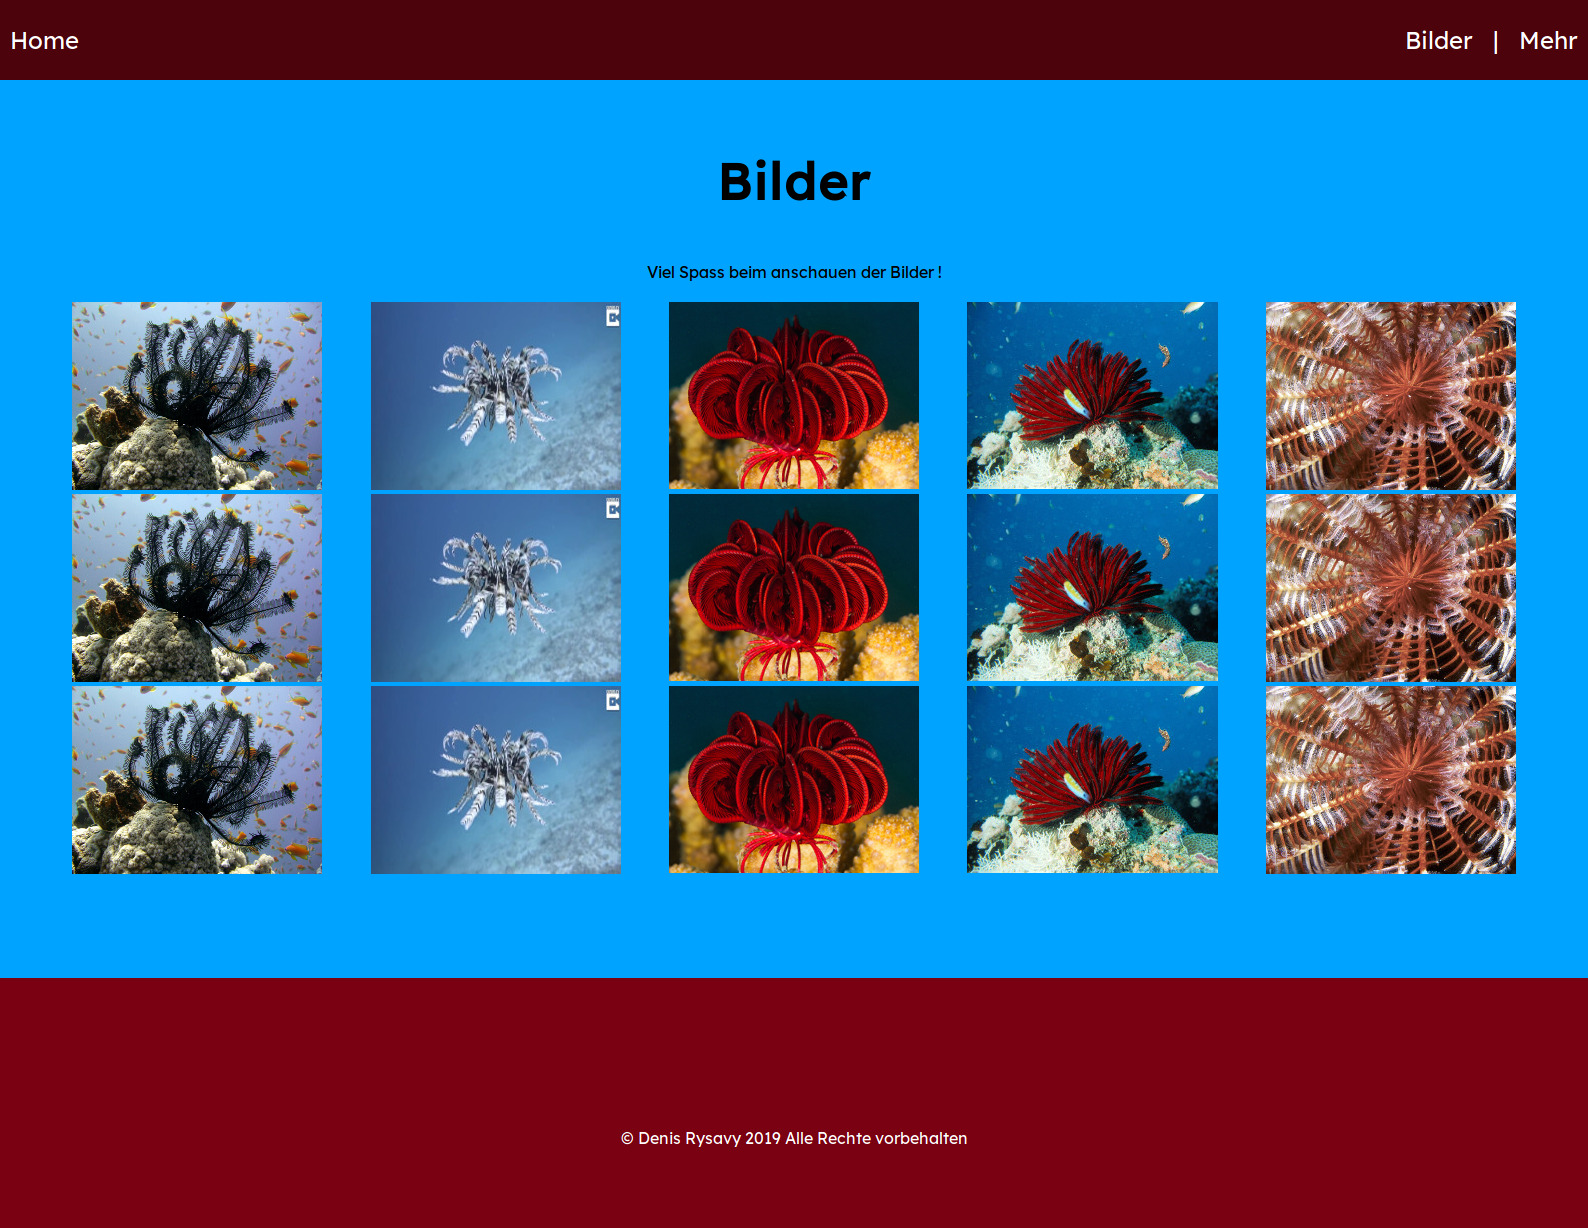 Home
Bilder | Mehr
Bilder
Viel Spass beim anschauen der Bilder !
© Denis Rysavy 2019 Alle Rechte vorbehalten